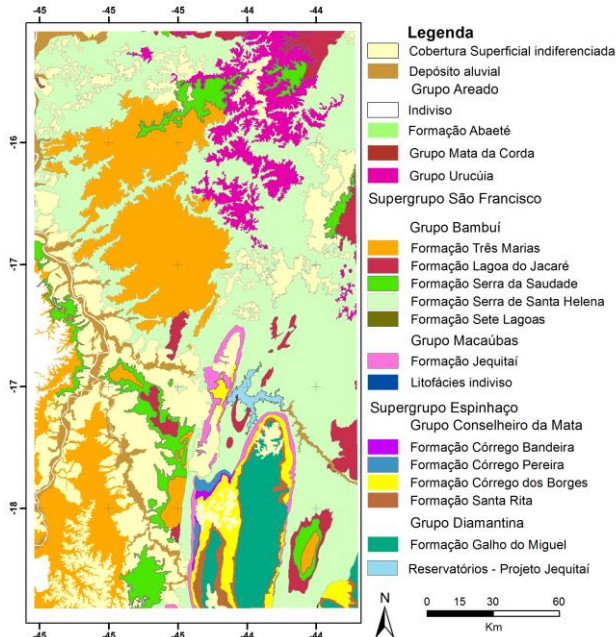 -45 -45 -45 -44 -44
-16
-17
-17
-18
-45 -45 -45 -44 -44
Legenda
Cobertura Superficial indiferenciada
Depósito aluvial
Grupo Areado
Indiviso
Formação Abaeté
Grupo Mata da Corda
Grupo Urucúia
Supergrupo São Francisco
Grupo Bambuí
Formação Três Marias
Formação Lagoa do Jacaré
Formação Serra da Saudade
Formação Serra de Santa Helena
Formação Sete Lagoas
Grupo Macaúbas
Formação Jequitaí
Litofácies indiviso
Supergrupo Espinhaço
Grupo Conselheiro da Mata
Formação Córrego Bandeira
Formação Córrego Pereira
Formação Córrego dos Borges
Formação Santa Rita
Grupo Diamantina
Formação Galho do Miguel
Reservatórios - Projeto Jequitaí
N
0 15 30 60
Km